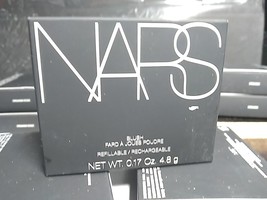 NARS
BLUSH
FARD À JOUES POUDRE
REFILLABLE / RECHARGEABLE
NET WT. 0.17 Oz. 4.8 g